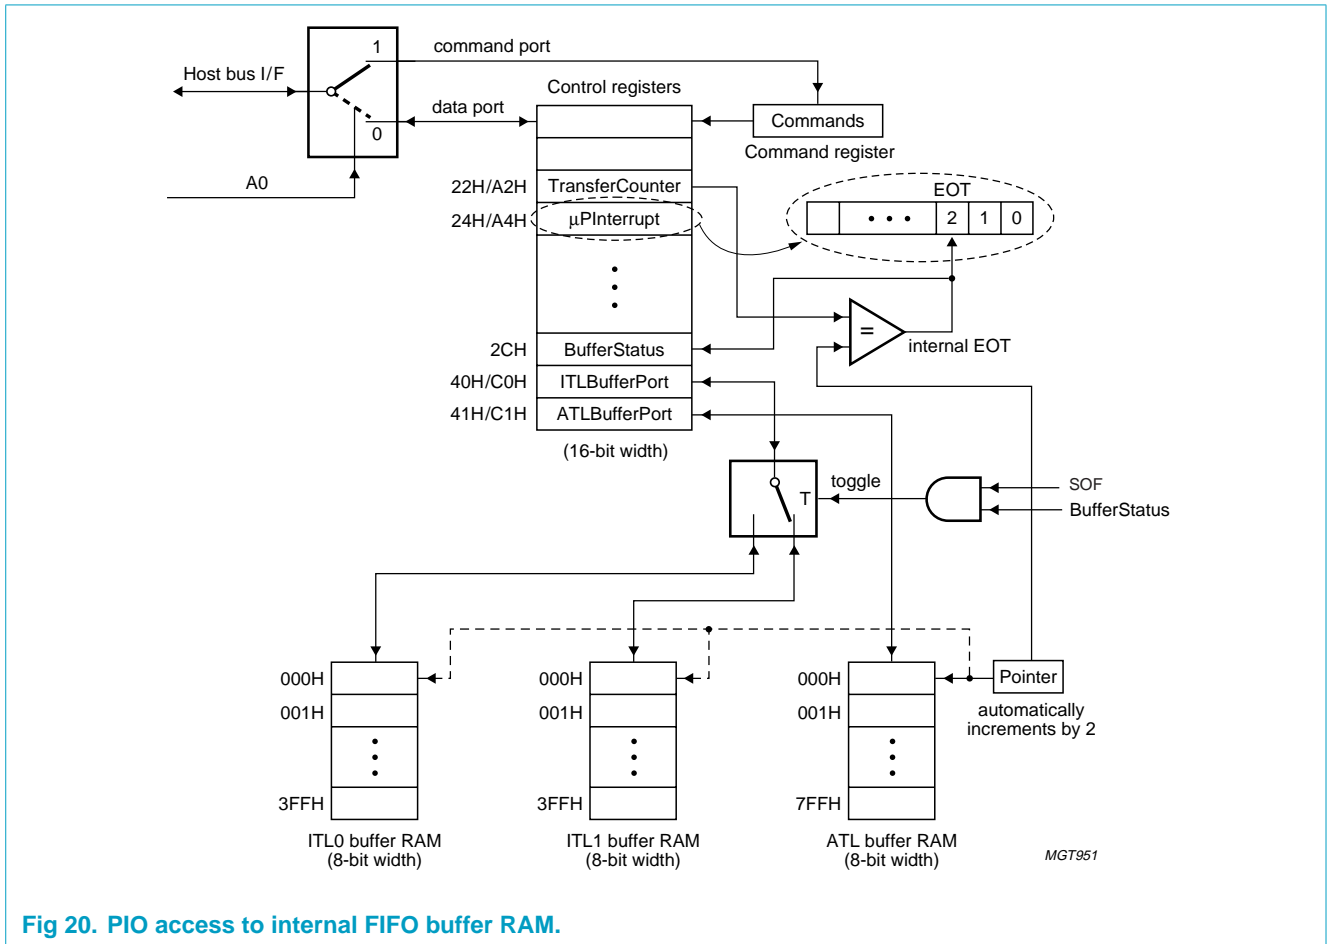 1
command port
Host bus I/F
Control registers
data port
0
Commands
Command register
A0
EOT
22H/A2H TransferCounter
• • • 2 1 0
24H/A4H µPInterrupt
=
internal EOT
2CH BufferStatus
40H/C0H ITLBufferPort
41H/C1H ATLBufferPort
(16-bit width)
toggle
T
SOF
BufferStatus
000H 000H 000H Pointer
001H 001H 001H automatically
increments by 2
3FFH 3FFH 7FFH
ITL0 buffer RAM ITL1 buffer RAM ATL buffer RAM
(8-bit width) (8-bit width) (8-bit width)
MGT951
Fig 20. PIO access to internal FIFO buffer RAM.